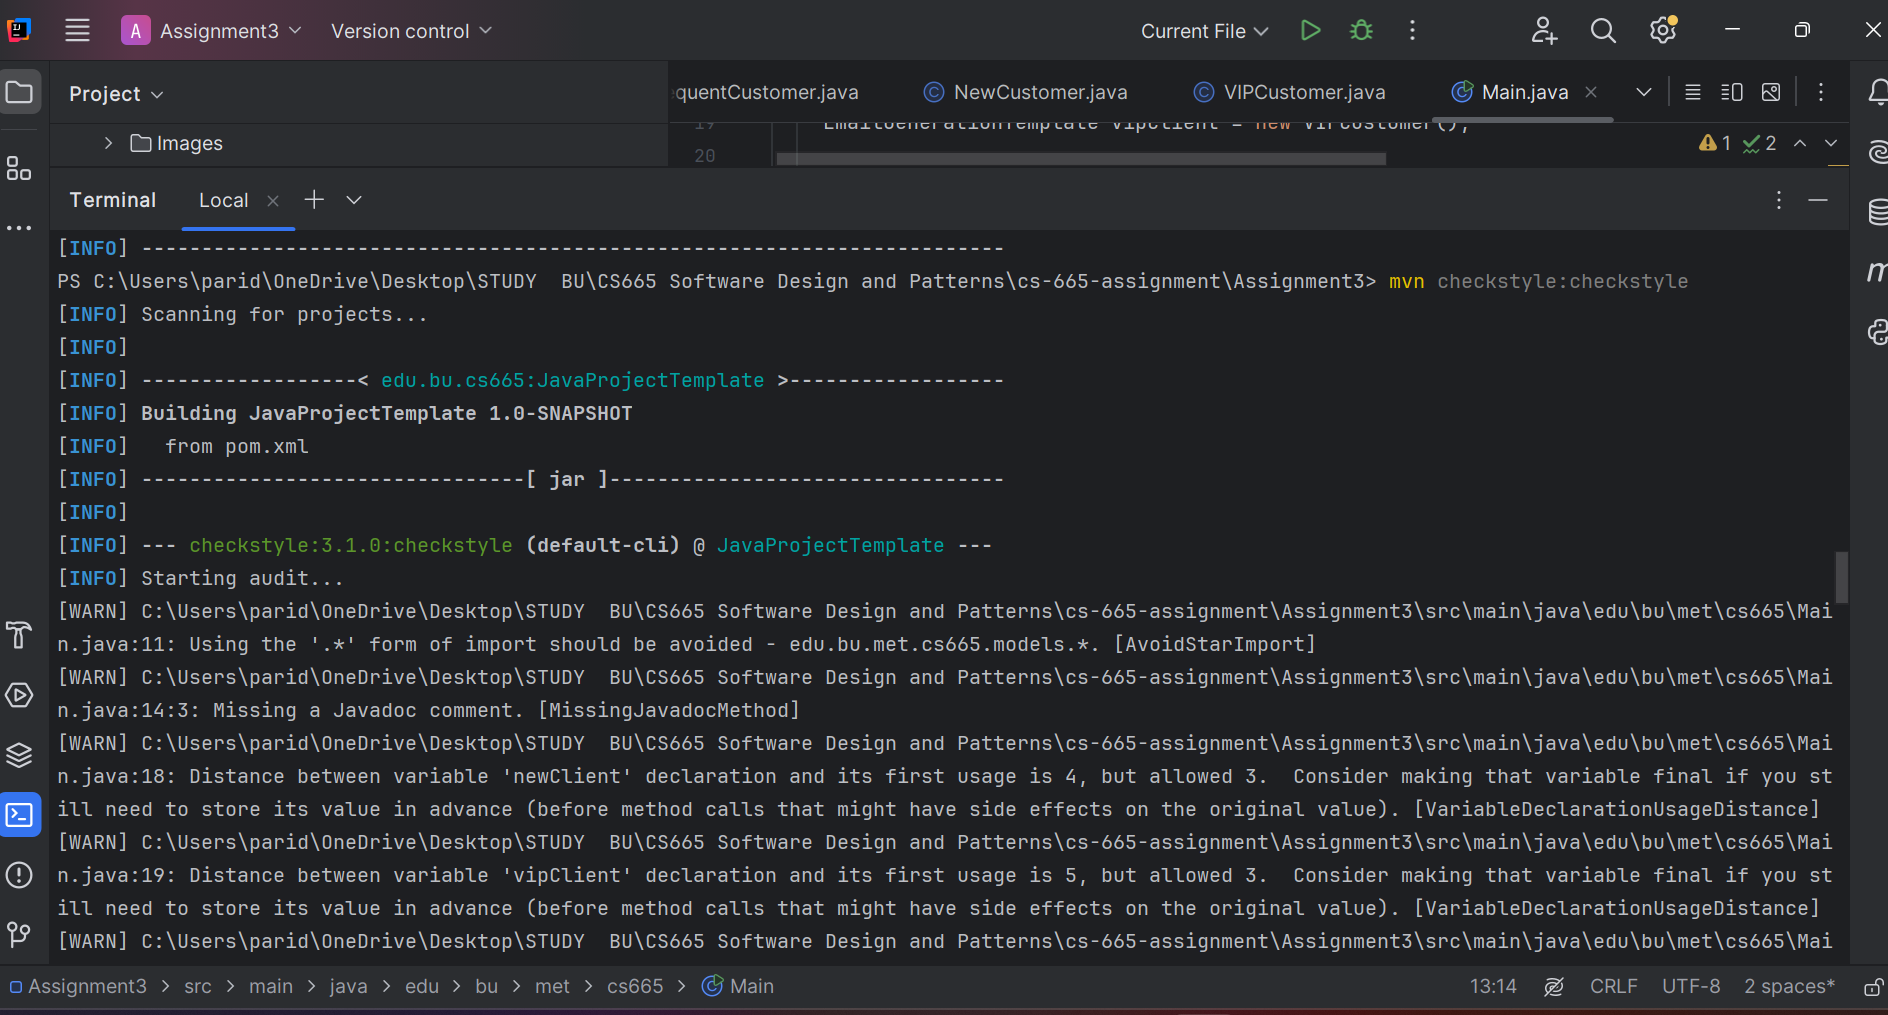 A Assignment3 Version control Current File
Project
quentCustomer.java NewCustomer.java VIPCustomer.java Main.java
Images
19 EmailGenerationTemplate vipClient = new VIPCustomer();
20
1 2
Terminal Local
[INFO] ------------------------------------------------------------------------
PS C:\Users\parid\OneDrive\Desktop\STUDY  BU\CS665 Software Design and Patterns\cs-665-assignment\Assignment3> mvn checkstyle:checkstyle
[INFO] Scanning for projects...
[INFO]
[INFO] ------------------< edu.bu.cs665:JavaProjectTemplate >-------------------
[INFO] Building JavaProjectTemplate 1.0-SNAPSHOT
[INFO]   from pom.xml
[INFO] --------------------------------[ jar ]---------------------------------
[INFO]
[INFO] --- checkstyle:3.1.0:checkstyle (default-cli) @ JavaProjectTemplate ---
[INFO] Starting audit...
[WARN] C:\Users\parid\OneDrive\Desktop\STUDY  BU\CS665 Software Design and Patterns\cs-665-assignment\Assignment3\src\main\java\edu\bu\met\cs665\Mai
n.java:11: Using the '.*' form of import should be avoided - edu.bu.met.cs665.models.*. [AvoidStarImport]
[WARN] C:\Users\parid\OneDrive\Desktop\STUDY  BU\CS665 Software Design and Patterns\cs-665-assignment\Assignment3\src\main\java\edu\bu\met\cs665\Mai
n.java:14:3: Missing a Javadoc comment. [MissingJavadocMethod]
[WARN] C:\Users\parid\OneDrive\Desktop\STUDY  BU\CS665 Software Design and Patterns\cs-665-assignment\Assignment3\src\main\java\edu\bu\met\cs665\Mai
n.java:18: Distance between variable 'newClient' declaration and its first usage is 4, but allowed 3.  Consider making that variable final if you st
ill need to store its value in advance (before method calls that might have side effects on the original value). [VariableDeclarationUsageDistance]
[WARN] C:\Users\parid\OneDrive\Desktop\STUDY  BU\CS665 Software Design and Patterns\cs-665-assignment\Assignment3\src\main\java\edu\bu\met\cs665\Mai
n.java:19: Distance between variable 'vipClient' declaration and its first usage is 5, but allowed 3.  Consider making that variable final if you st
ill need to store its value in advance (before method calls that might have side effects on the original value). [VariableDeclarationUsageDistance]
[WARN] C:\Users\parid\OneDrive\Desktop\STUDY  BU\CS665 Software Design and Patterns\cs-665-assignment\Assignment3\src\main\java\edu\bu\met\cs665\Mai
Assignment3 > src > main > java > edu > bu > met > cs665 > Main 13:14 CRLF UTF-8 2 spaces*